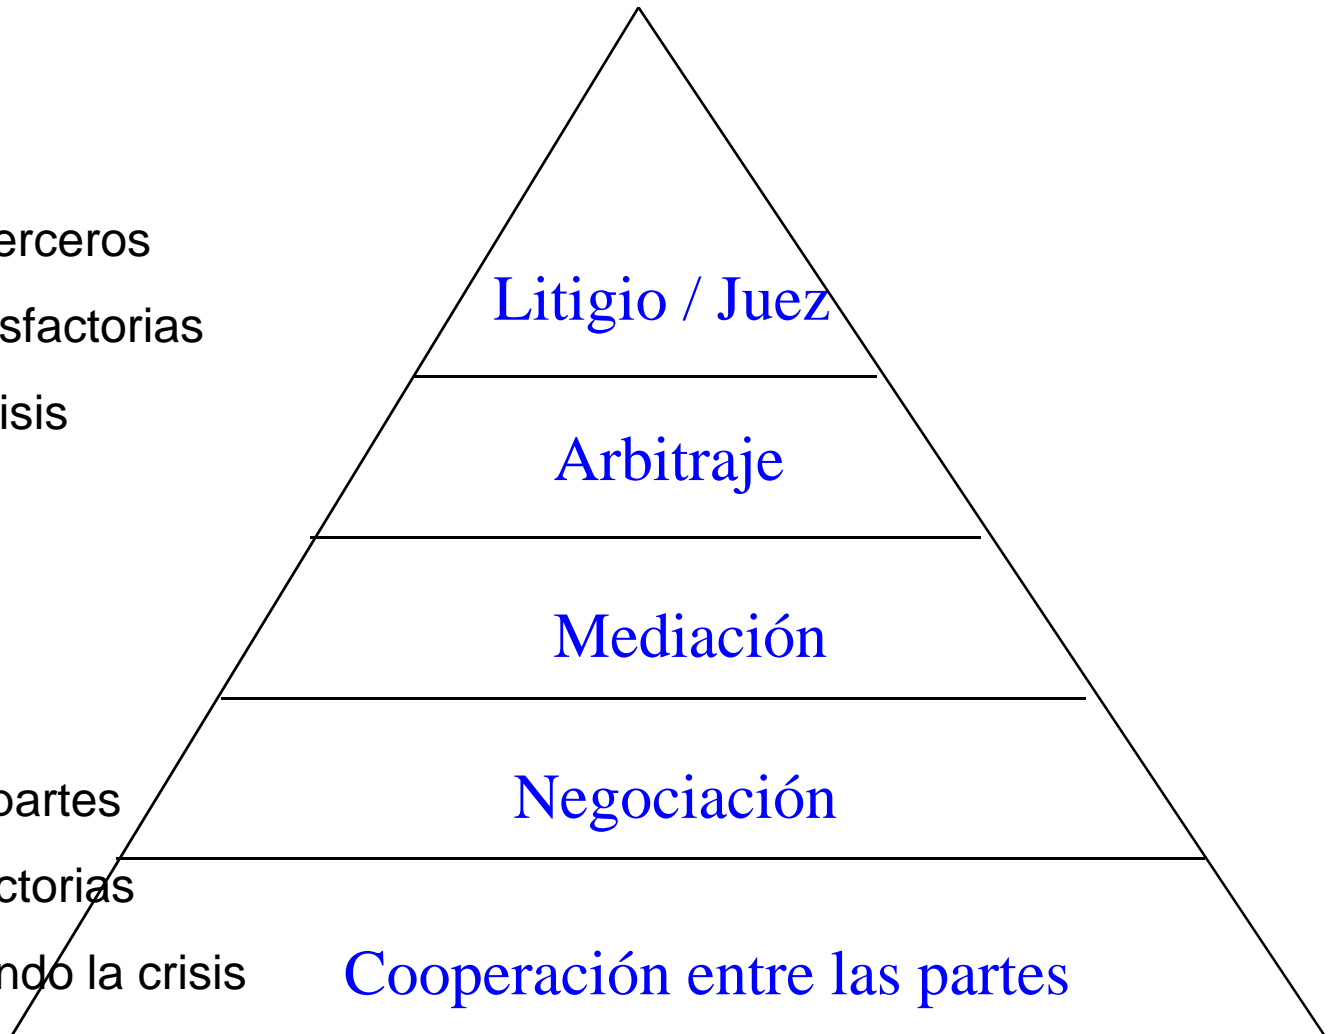 erceros
Litigio / Juez
sfactorias
isis
Arbitraje
Mediación
partes
Negociación
ctorias
ndo la crisis
Cooperación entre las partes